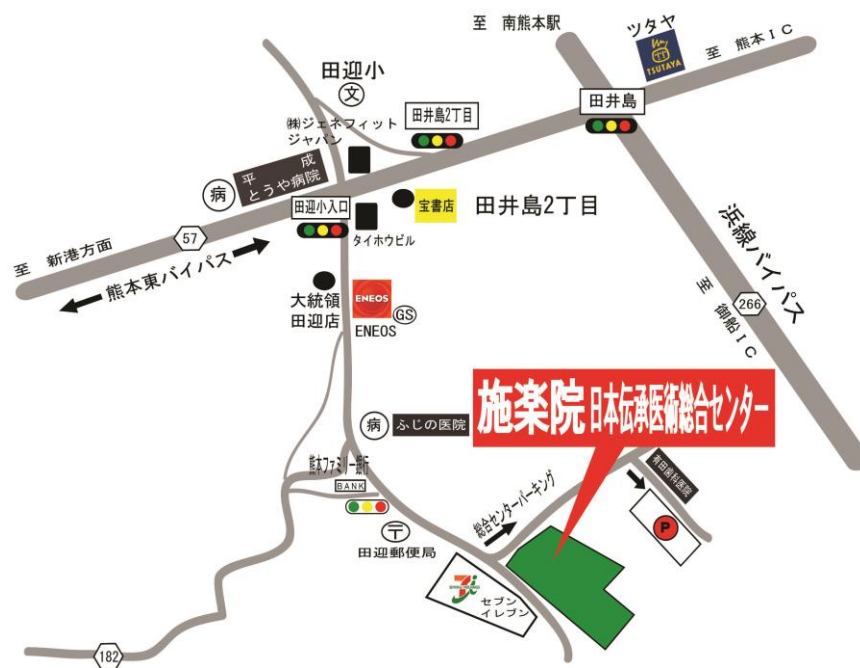 至 南熊本駅
ツタヤ
TSUTAYA
至 熊本IC
田迎小
文
㈱ジェネフィット
ジャパン
田井島2丁目
田井島
平成
とうや病院
病
田迎小入口
タイホウビル
宝書店
田井島2丁目
至 新港方面
57
熊本東バイパス
浜線バイパス
266
至 御船IC
大統領
田迎店
ENEOS
GS
ENEOS
施楽院 日本伝承医術総合センター
病
ふじの医院
熊本ファミリー銀行
BANK
〒
田迎郵便局
総合センターパーキング
有田歯科医院
P
セブン
イレブン
182